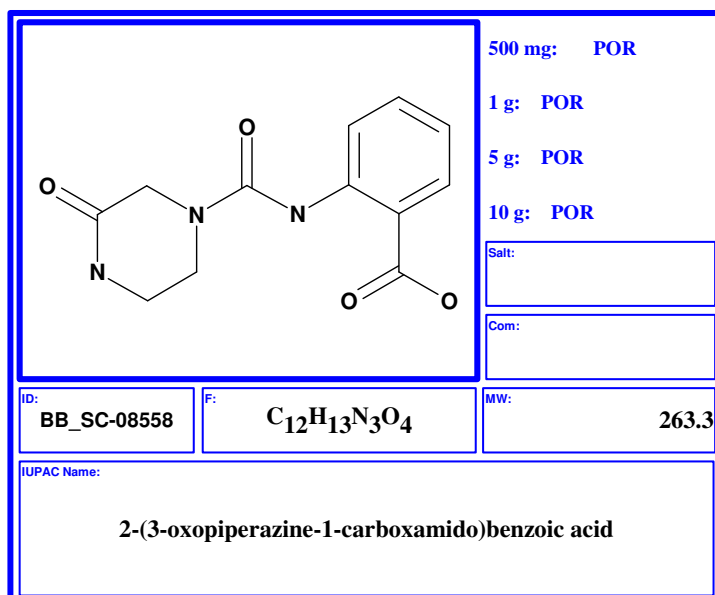 500 mg: POR
1 g: POR
5 g: POR
10 g: POR
O
O
N
N
N
O
O
Salt:
Com:
ID:
BB_SC-08558
F:
C12H13N3O4
MW:
263.3
IUPAC Name:
2-(3-oxopiperazine-1-carboxamido)benzoic acid